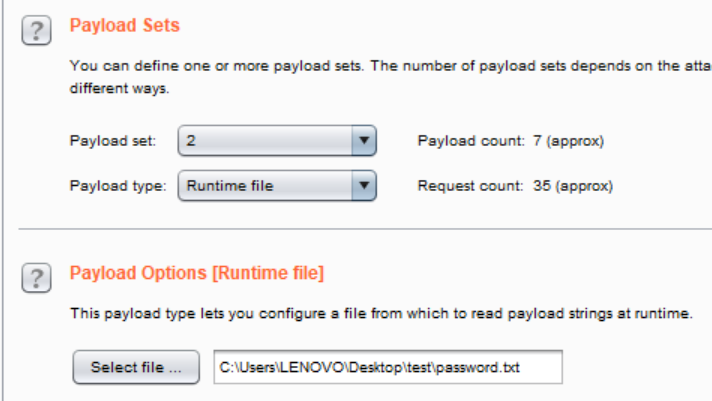 ?
Payload Sets
You can define one or more payload sets. The number of payload sets depends on the
different ways.
Payload set: 2 Payload count: 7 (approx)
Payload type: Runtime file Request count: 35 (approx)
?
Payload Options [Runtime file]
This payload type lets you configure a file from which to read payload strings at runtime.
Select file ... C:\Users\LENOVO\Desktop\test\password.txt